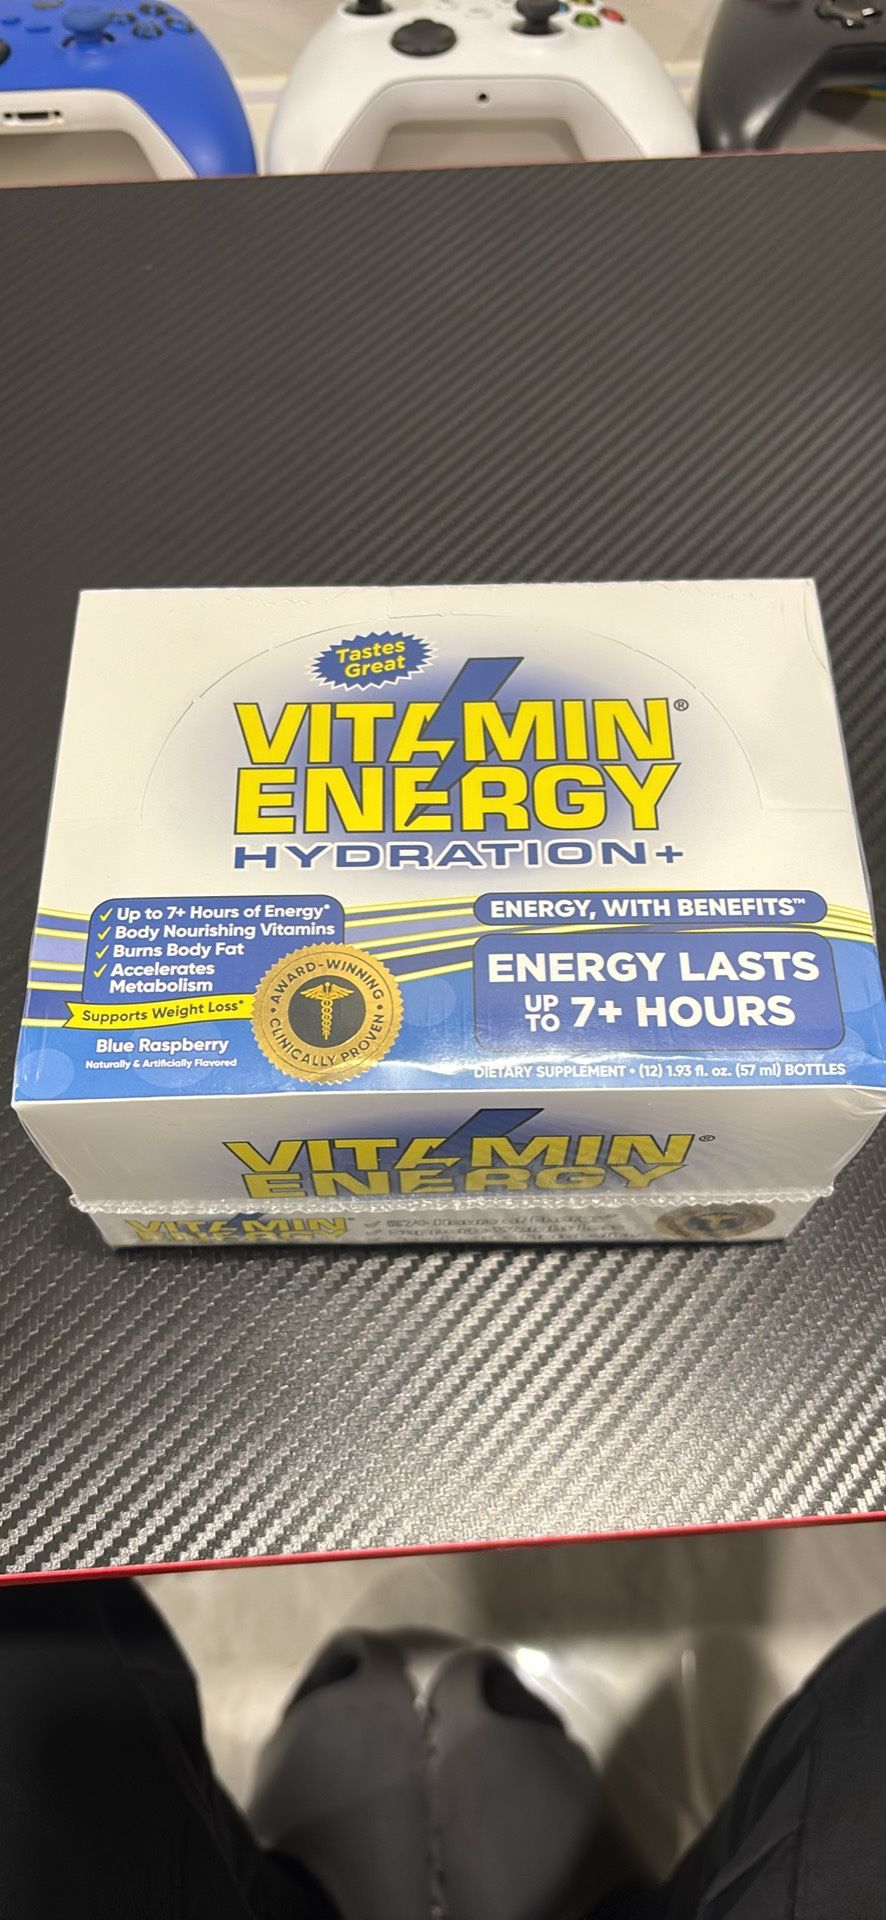 Tastes
Great
VITAMIN®
ENERGY
HYDRATION+
✓ Up to 7+ Hours of Energy*
✓ Body Nourishing Vitamins
✓ Burns Body Fat
✓ Accelerates
Metabolism
Supports Weight Loss*
Blue Raspberry
Naturally & Artificially Flavored
• AWARD-WINNING •
CLINICALLY PROVEN
ENERGY, WITH BENEFITS™
ENERGY LASTS
UP TO 7+ HOURS
DIETARY SUPPLEMENT • (12) 1.93 fl. oz. (57 ml) BOTTLES
VITAMIN®
ENERGY
VITAMIN
ENERGY